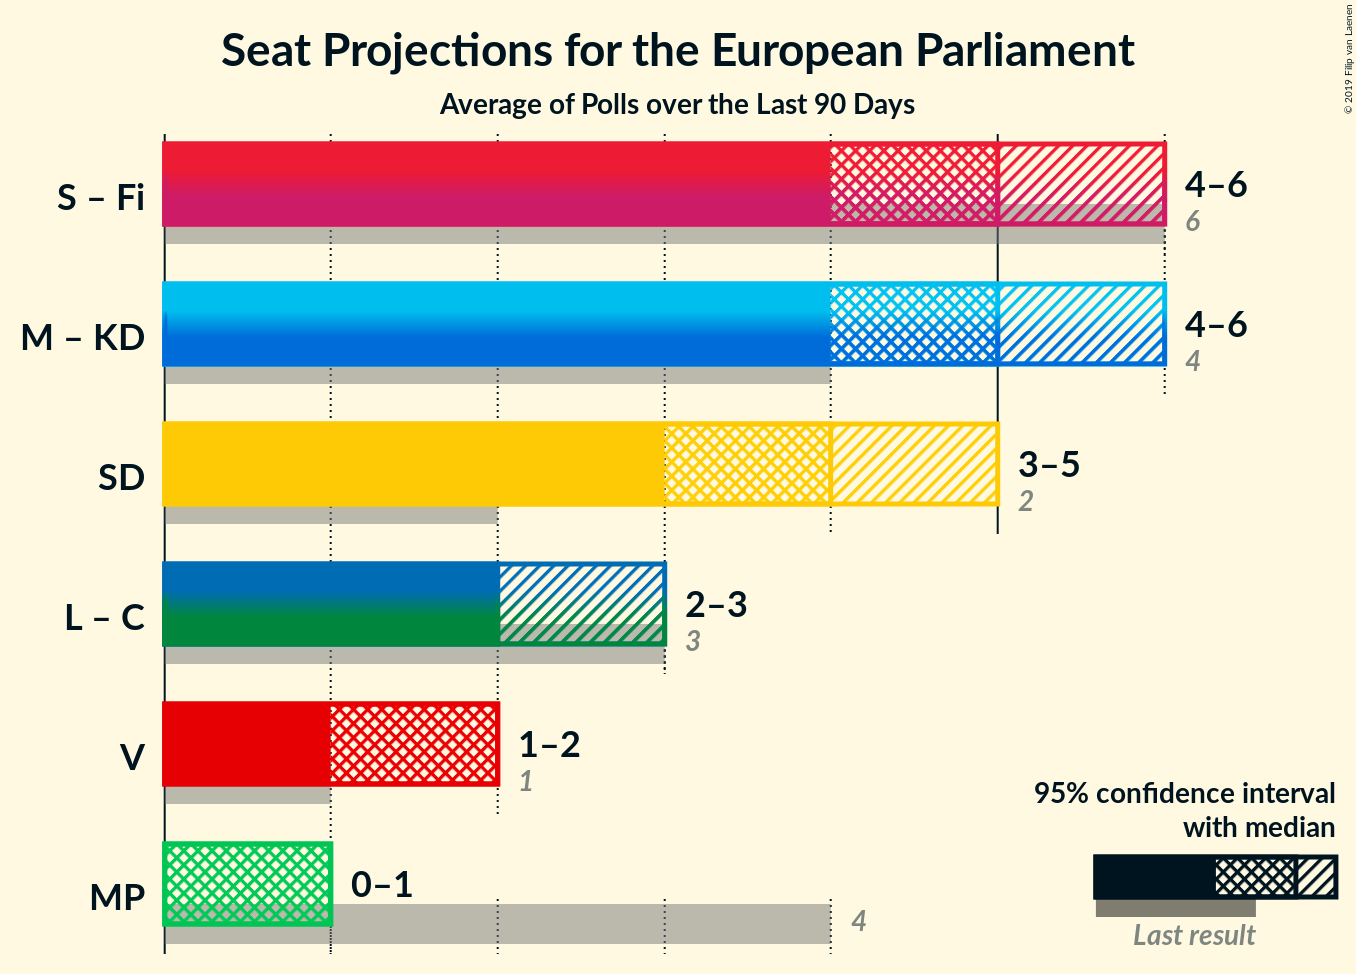 Seat Projections for the European Parliament
Average of Polls over the Last 90 Days
© 2019 Filip van Laenen
S – Fi
4–6
6
M – KD
4–6
4
SD
3–5
2
L – C
2–3
3
V
1–2
1
MP
0–1
4
95% confidence interval
with median
Last result